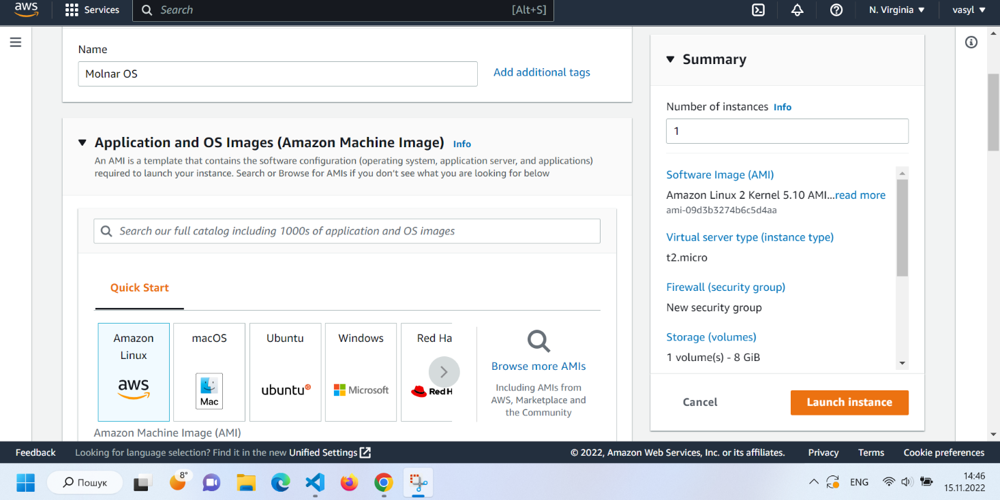 aws
Services
Search
[Alt+S]
N. Virginia
vasyl
Name
Molnar OS
Add additional tags
Application and OS Images (Amazon Machine Image) Info
An AMI is a template that contains the software configuration (operating system, application server, and applications)
required to launch your instance. Search or Browse for AMIs if you don't see what you are looking for below
Search our full catalog including 1000s of application and OS images
Quick Start
Amazon
Linux
aws
macOS
Mac
Ubuntu
ubuntu
Windows
Microsoft
Red Ha
RedH
Browse more AMIs
Including AMIs from
AWS, Marketplace and
the Community
Amazon Machine Image (AMI)
Summary
Number of instances Info
1
Software Image (AMI)
Amazon Linux 2 Kernel 5.10 AMI...read more
ami-09d3b3274b6c5d4aa
Virtual server type (instance type)
t2.micro
Firewall (security group)
New security group
Storage (volumes)
1 volume(s) - 8 GiB
Cancel
Launch instance
Feedback
Looking for language selection? Find it in the new Unified Settings
© 2022, Amazon Web Services, Inc. or its affiliates.
Privacy
Terms
Cookie preferences
Пошук
8°
ENG
14:46
15.11.2022